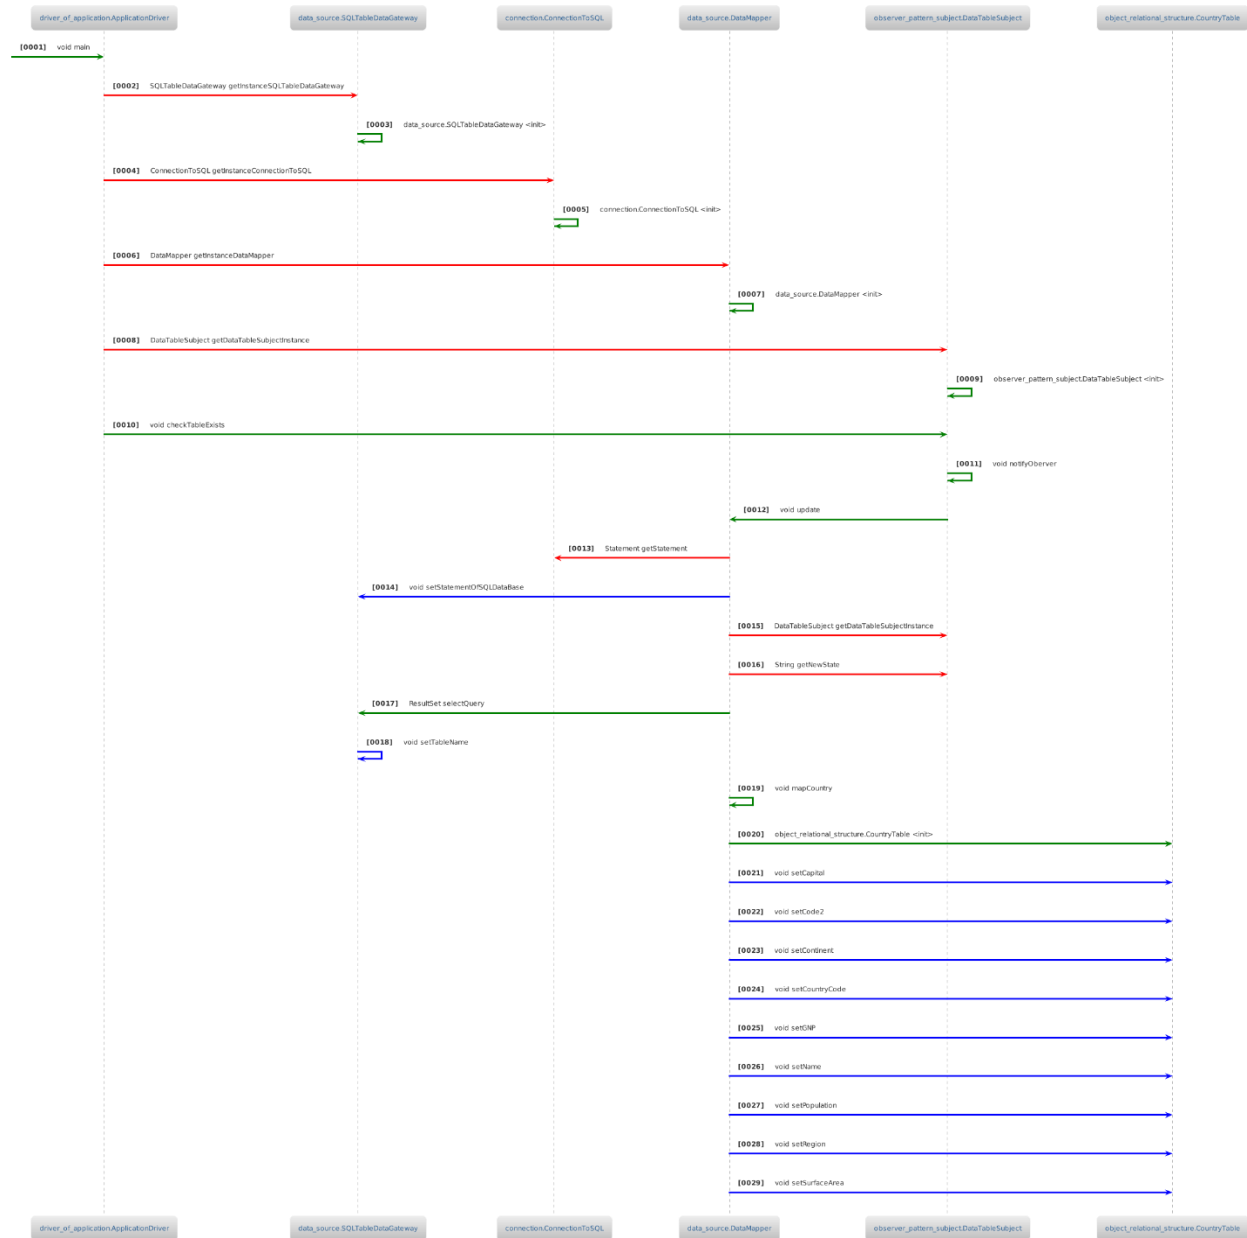 driver_of_application.ApplicationDriver data_source.SQLTableDataGateway connection.ConnectionToSQL data_source.DataMapper observer_pattern_subject.DataTableSubject object_relational_structure.CountryTable
[0001] void main
[0002] SQLTableDataGateway getInstanceSQLTableDataGateway
[0003] data_source.SQLTableDataGateway <init>
[0004] ConnectionToSQL getInstanceConnectionToSQL
[0005] connection.ConnectionToSQL <init>
[0006] DataMapper getInstanceDataMapper
[0007] data_source.DataMapper <init>
[0008] DataTableSubject getDataTableSubjectInstance
[0009] observer_pattern_subject.DataTableSubject <init>
[0010] void checkTableExists
[0011] void notifyOberver
[0012] void update
[0013] Statement getStatement
[0014] void setStatementOfSQLDataBase
[0015] DataTableSubject getDataTableSubjectInstance
[0016] String getNewState
[0017] ResultSet selectQuery
[0018] void setTableName
[0019] void mapCountry
[0020] object_relational_structure.CountryTable <init>
[0021] void setCapital
[0022] void setCode2
[0023] void setContinent
[0024] void setCountryCode
[0025] void setGNP
[0026] void setName
[0027] void setPopulation
[0028] void setRegion
[0029] void setSurfaceArea
driver_of_application.ApplicationDriver data_source.SQLTableDataGateway connection.ConnectionToSQL data_source.DataMapper observer_pattern_subject.DataTableSubject object_relational_structure.CountryTable